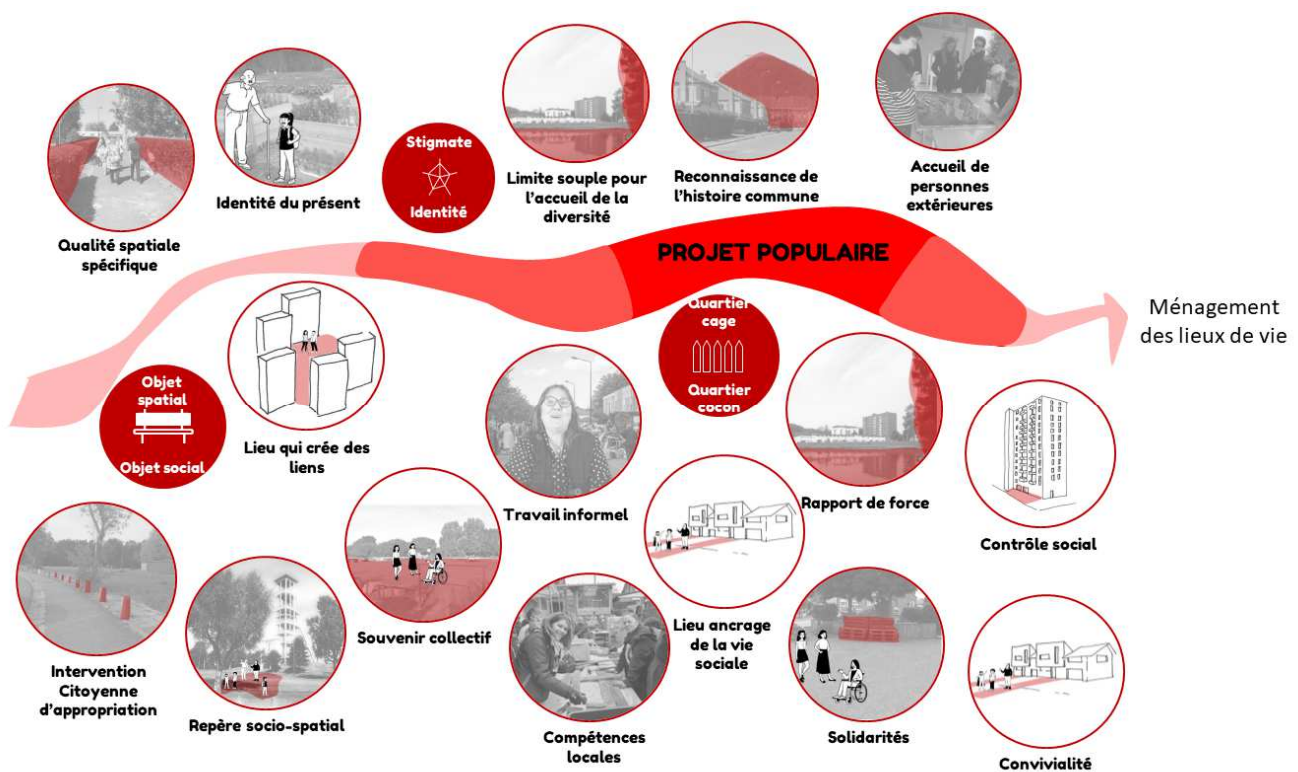 Qualité spatiale
spécifique
Identité du présent
Stigmate
Identité
Limite souple pour
l'accueil de la
diversité
Reconnaissance de
l'histoire commune
Accueil de
personnes
extérieures
PROJET POPULAIRE
Ménagement
des lieux de vie
Objet
spatial
Objet social
Lieu qui crée des
liens
Travail informel
Quartier
cage
Quartier
cocon
Rapport de force
Contrôle social
Intervention
Citoyenne
d'appropriation
Repère socio-spatial
Souvenir collectif
Compétences
locales
Lieu ancrage
de la vie
sociale
Solidarités
Convivialité